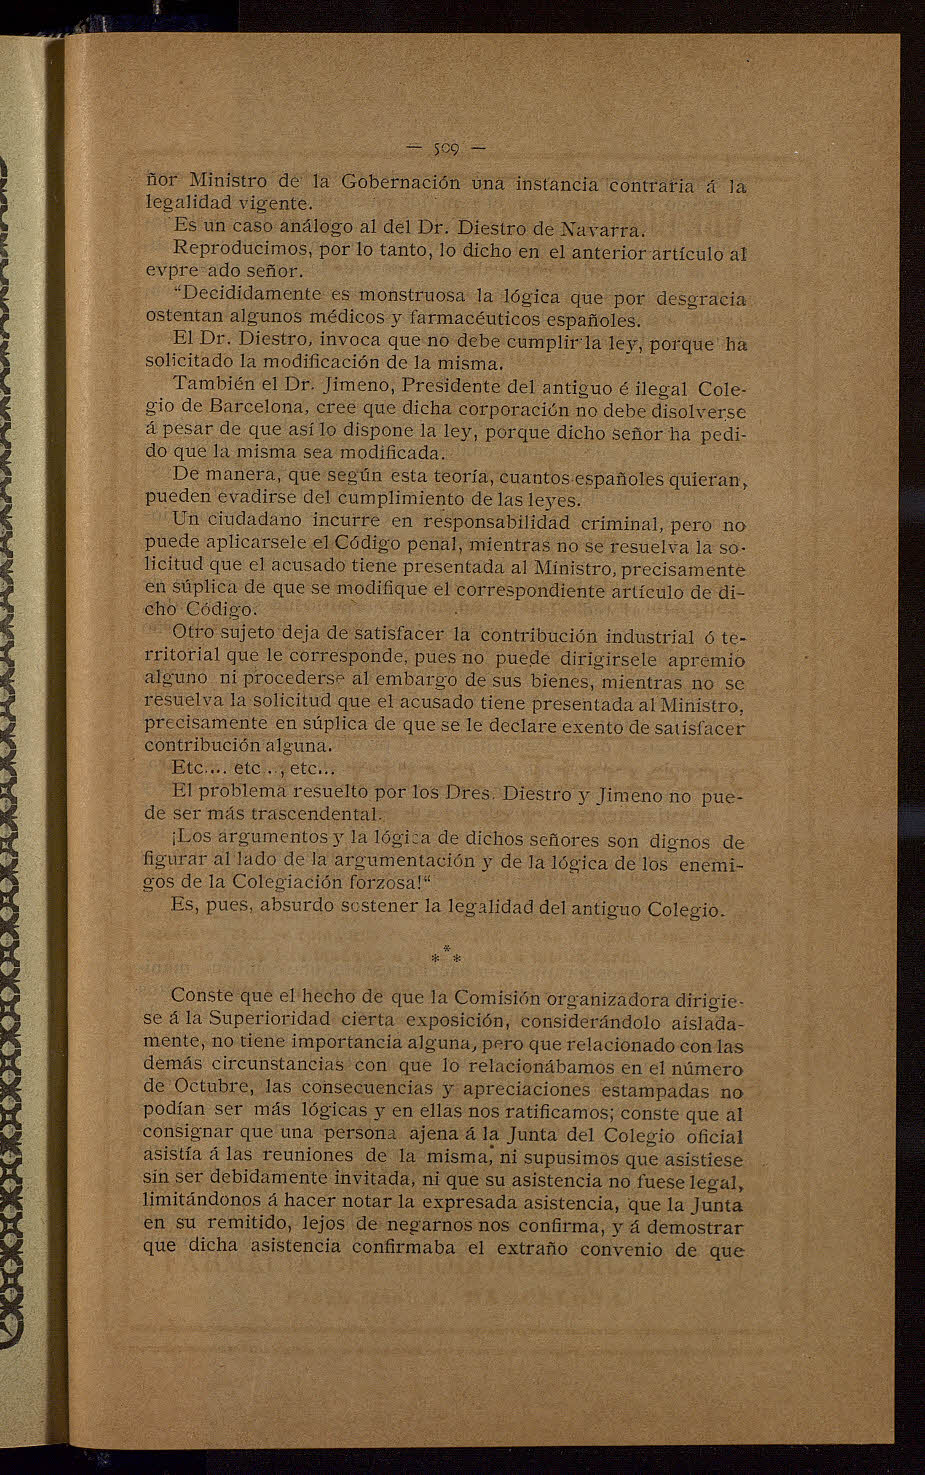 — 509 —
ñor Ministro de la Gobernación una instancia contraria á la
legalidad vigente.
Es un caso análogo al del Dr. Diestro de Navarra.
Reproducimos, por lo tanto, lo dicho en el anterior artículo al
evpre ado señor.
“Decididamente es monstruosa la lógica que por desgracia
ostentan algunos médicos y farmacéuticos españoles.
El Dr. Diestro, invoca que no debe cumplir la ley, porque ha
solicitado la modificación de la misma.
También el Dr. Jimeno, Presidente del antiguo é ilegal Cole-
gio de Barcelona, cree que dicha corporación no debe disolverse
á pesar de que así lo dispone la ley, porque dicho señor ha pedi-
do que la misma sea modificada.
De manera, que según esta teoría, cuantos españoles quieran,
pueden evadirse del cumplimiento de las leyes.
Un ciudadano incurre en responsabilidad criminal, pero no
puede aplicarsele el Código penal, mientras no se resuelva la so-
licitud que el acusado tiene presentada al Ministro, precisamente
en súplica de que se modifique el correspondiente artículo de di-
cho Código.
Otro sujeto deja de satisfacer la contribución industrial ó te-
rritorial que le corresponde, pues no puede dirigirsele apremio
alguno ni procederse al embargo de sus bienes, mientras no se
resuelva la solicitud que el acusado tiene presentada al Ministro,
precisamente en súplica de que se le declare exento de satisfacer
contribución alguna.
Etc.... etc .., etc...
El problema resuelto por los Dres. Diestro y Jimeno no pue-
de ser más trascendental.
¡Los argumentos y la lógica de dichos señores son dignos de
figurar al lado de la argumentación y de la lógica de los enemi-
gos de la Colegiación forzosa!“
Es, pues, absurdo sostener la legalidad del antiguo Colegio.
* * *
Conste que el hecho de que la Comisión organizadora dirigie-
se á la Superioridad cierta exposición, considerándolo aislada-
mente, no tiene importancia alguna, pero que relacionado con las
demás circunstancias con que lo relacionábamos en el número
de Octubre, las consecuencias y apreciaciones estampadas no
podían ser más lógicas y en ellas nos ratificamos; conste que al
consignar que una persona ajena á la Junta del Colegio oficial
asistía á las reuniones de la misma, ni supusimos que asistiese
sin ser debidamente invitada, ni que su asistencia no fuese legal,
limitándonos á hacer notar la expresada asistencia, que la Junta
en su remitido, lejos de negarnos nos confirma, y á demostrar
que dicha asistencia confirmaba el extraño convenio de que